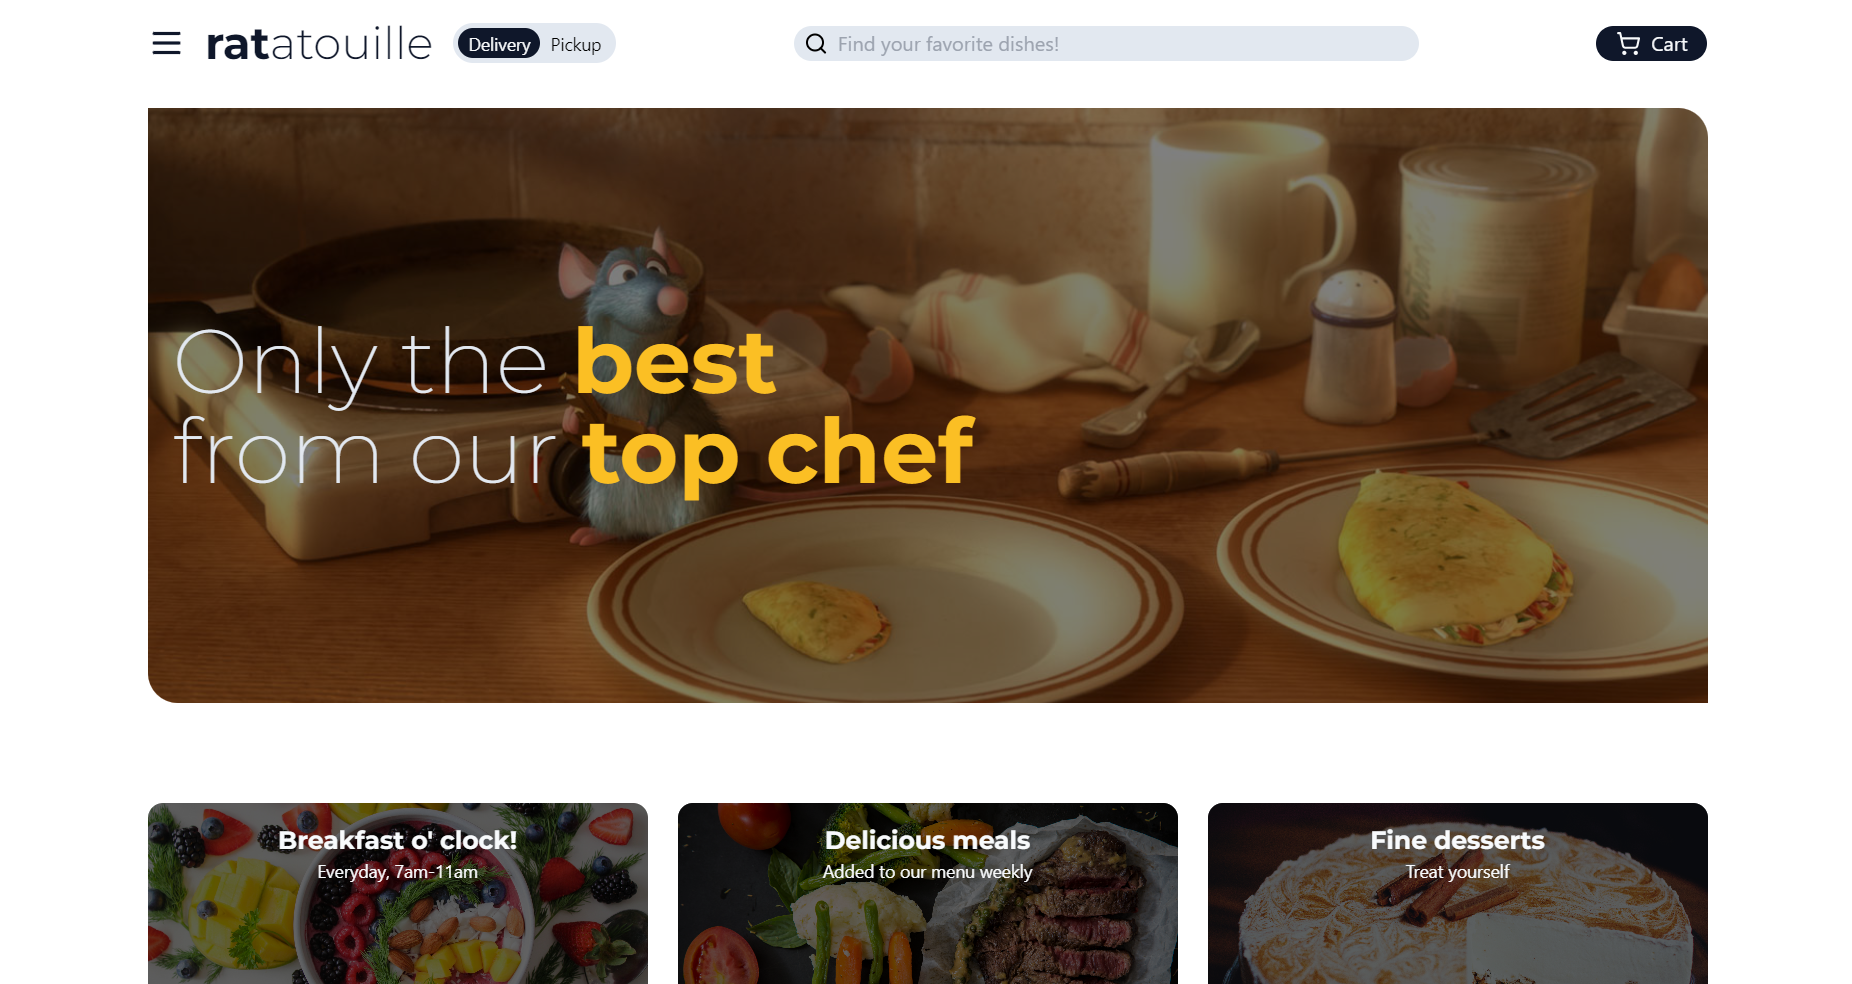 ratatouille
Delivery Pickup
Find your favorite dishes!
Cart
Only the best
from our top chef
Breakfast o' clock!
Everyday, 7am-11am
Delicious meals
Added to our menu weekly
Fine desserts
Treat yourself